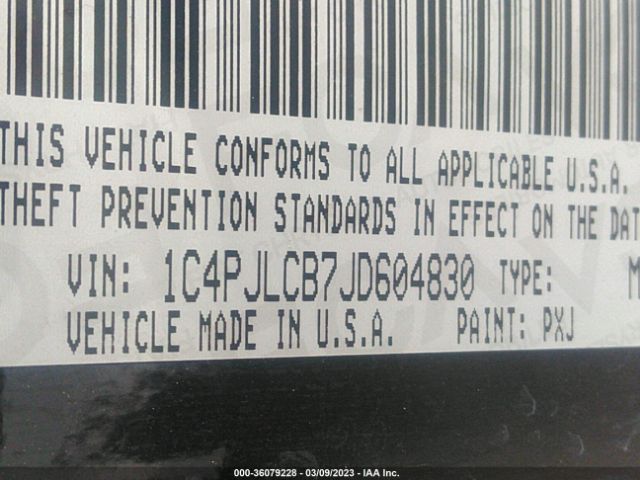 THIS VEHICLE CONFORMS TO ALL APPLICABLE U.S.A.
THEFT PREVENTION STANDARDS IN EFFECT ON THE DAT
VIN: 1C4PJLCB7JD604830 TYPE: M
VEHICLE MADE IN U.S.A. PAINT: PXJ
000-36079228 - 03/09/2023 - IAA Inc.